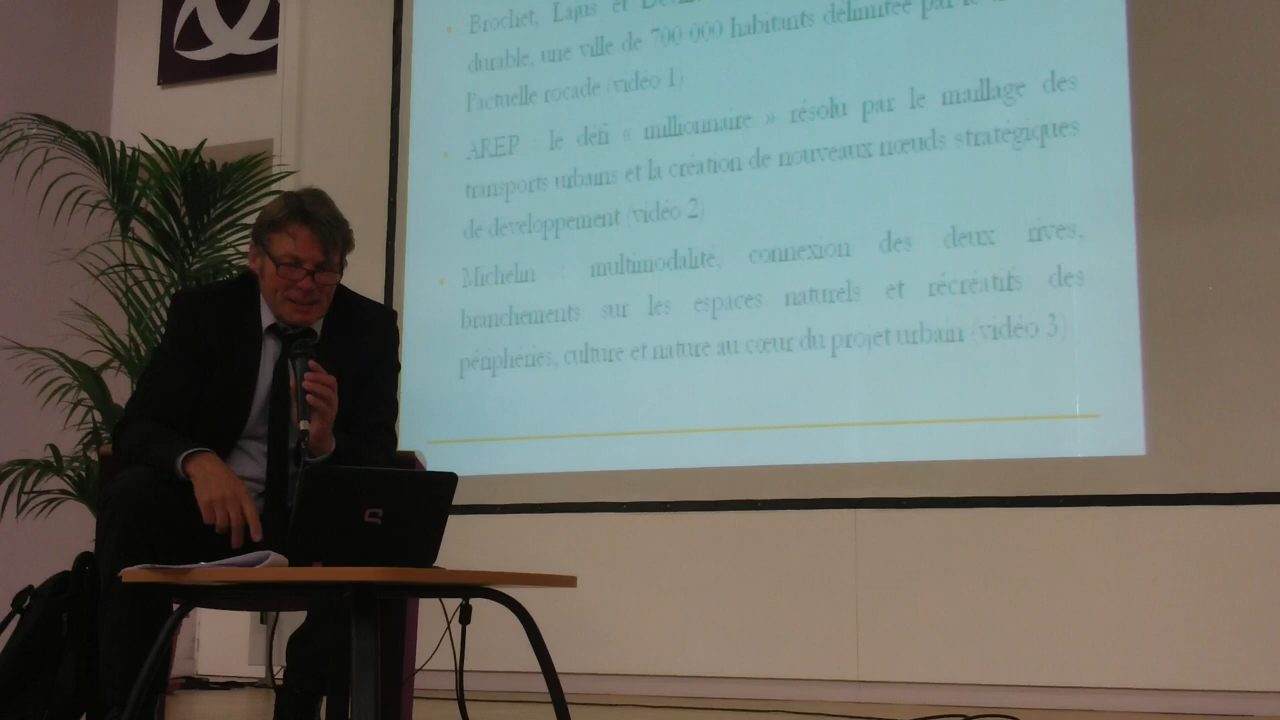 Brochet, Lajus et
durable, une ville de 700 000 habitants délimitée par le
l'actuelle rocade (vidéo 1)
AREP : le défi « millionnaire » résolu par le maillage des
transports urbains et la création de nouveaux nœuds stratégiques
de développement (vidéo 2)
Michelin : multimodalité, connexion des deux rives,
branchements sur les espaces naturels et récréatifs des
périphéries, culture et nature au cœur du projet urbain (vidéo 3)